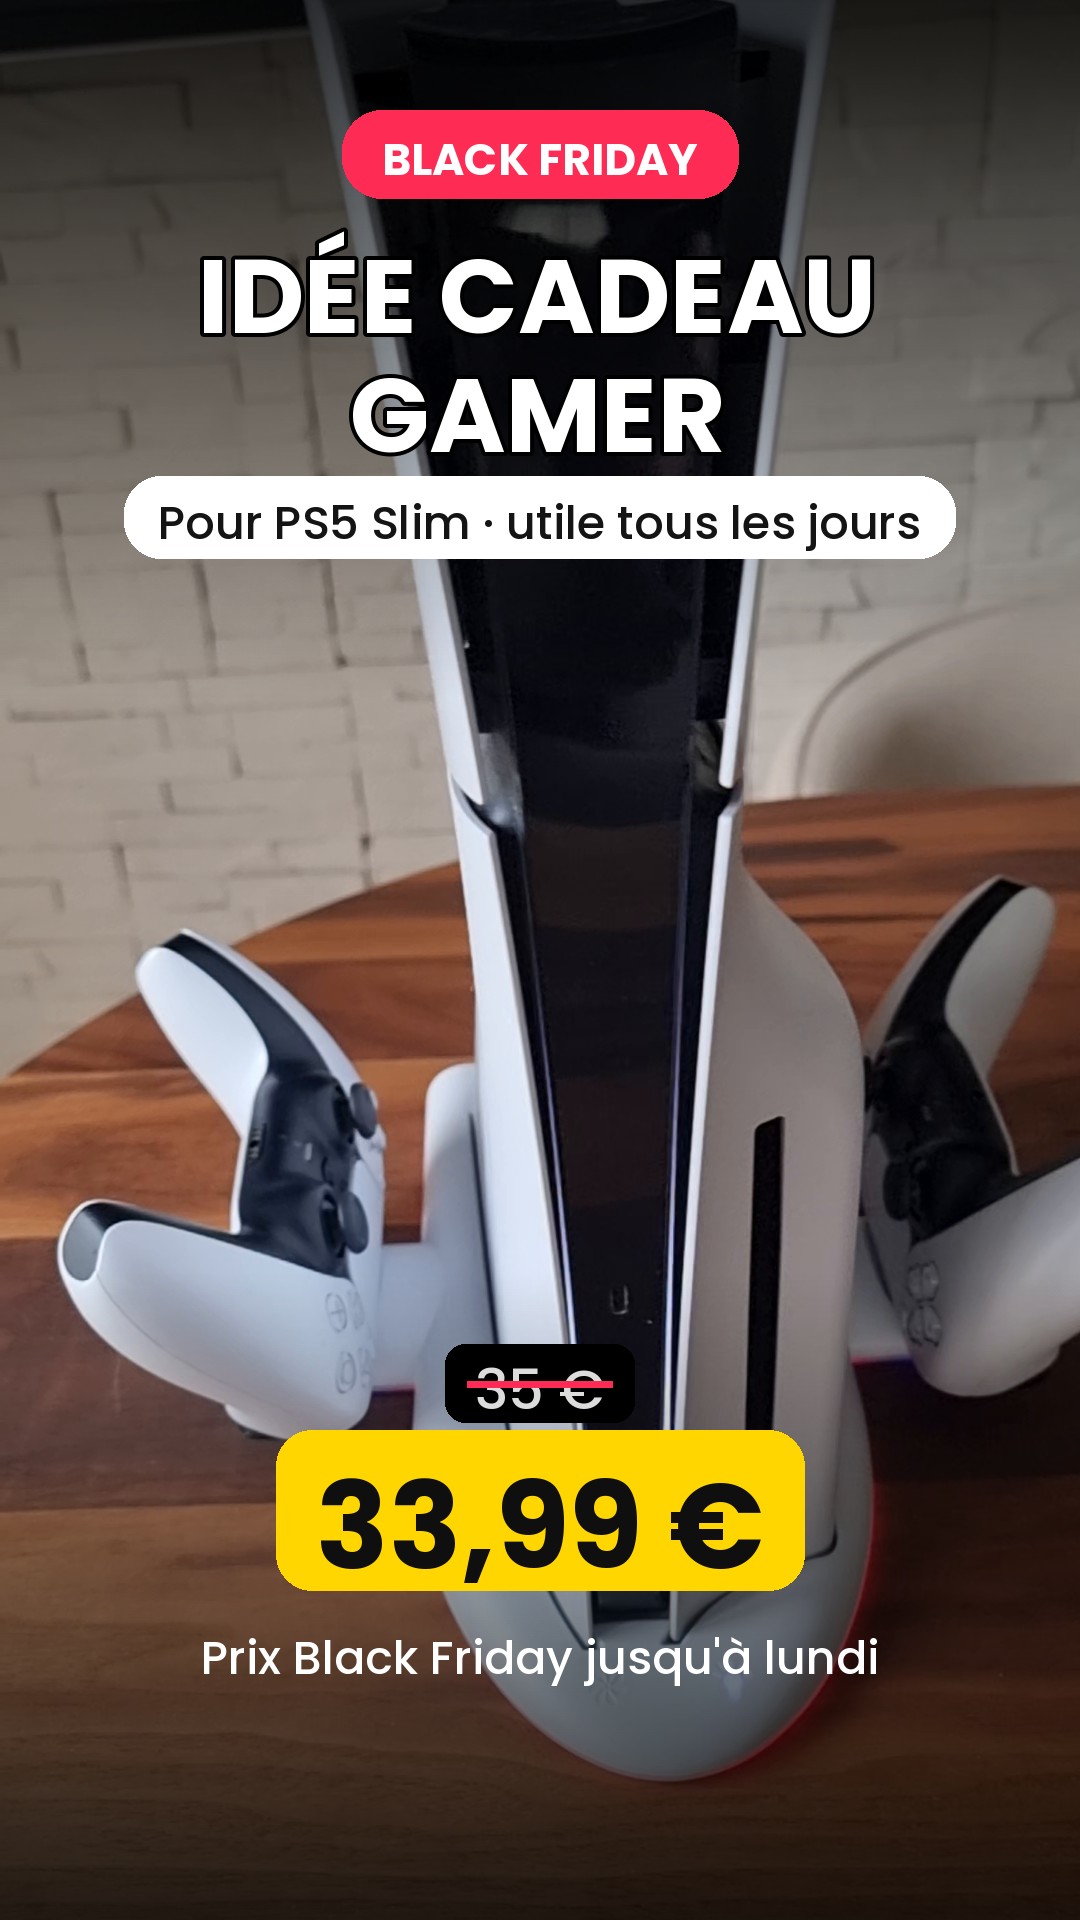 BLACK FRIDAY
IDÉE CADEAU
GAMER
Pour PS5 Slim · utile tous les jours
35 €
33,99 €
Prix Black Friday jusqu'à lundi